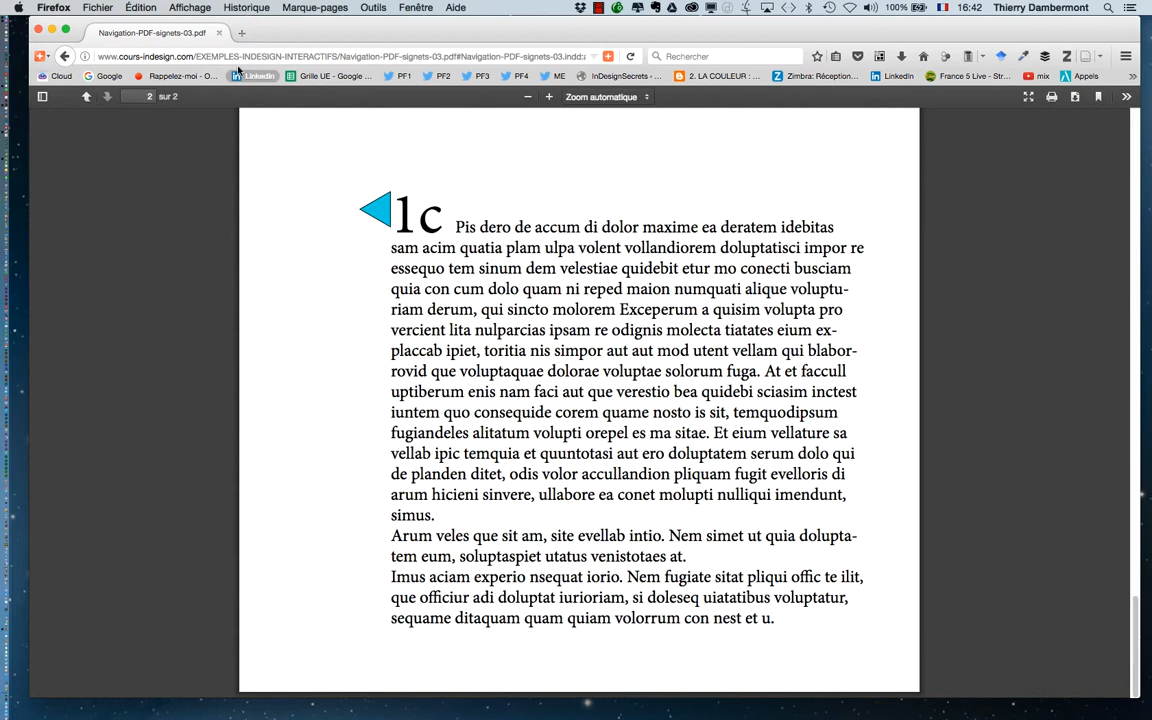 Firefox Fichier Édition Affichage Historique Marque-pages Outils Fenêtre Aide 100% 16:42 Thierry Dambermont
Navigation-PDF-signets-03.pdf
www.cours-indesign.com/EXEMPLES-INDESIGN-INTERACTIFS/Navigation-PDF-signets-03.pdf#Navigation-PDF-signets-03.indd:a Rechercher
Cloud Google Rappelez-moi - O... LinkedIn Grille UE - Google ... PF1 PF2 PF3 PF4 ME InDesignSecrets - ... 2. LA COULEUR : ... Zimbra: Réception... LinkedIn France 5 Live - Str... mix Appels
2 sur 2 Zoom automatique
1c Pis dero de accum di dolor maxime ea deratem idebitas
sam acim quatia plam ulpa volent vollandiorem doluptatisci impor re
essequo tem sinum dem velestiae quidebit etur mo conecti busciam
quia con cum dolo quam ni reped maion numquati alique voluptu-
riam derum, qui sincto molorem Exceperum a quisim volupta pro
vercient lita nulparcias ipsam re odignis molecta tiatates eium ex-
placcab ipiet, toritia nis simpor aut aut mod utent vellam qui blabor-
rovid que voluptaquae dolorae voluptae solorum fuga. At et faccull
uptiberum enis nam faci aut que verestio bea quidebi sciasim inctest
iuntem quo consequide corem quame nosto is sit, temquodipsum
fugiandeles alitatum volupti orepel es ma sitae. Et eium vellature sa
vellab ipic temquia et quuntotasi aut ero doluptatem serum dolo qui
de planden ditet, odis volor accullandion pliquam fugit evelloris di
arum hicieni sinvere, ullabore ea conet molupti nulliqui imendunt,
simus.
Arum veles que sit am, site evellab intio. Nem simet ut quia dolupta-
tem eum, soluptaspiet utatus venistotaes at.
Imus aciam experio nsequat iorio. Nem fugiate sitat pliqui offic te ilit,
que officiur adi doluptat iurioriam, si doleseq uiatatibus voluptatur,
sequame ditaquam quam quiam volorrum con nest et u.